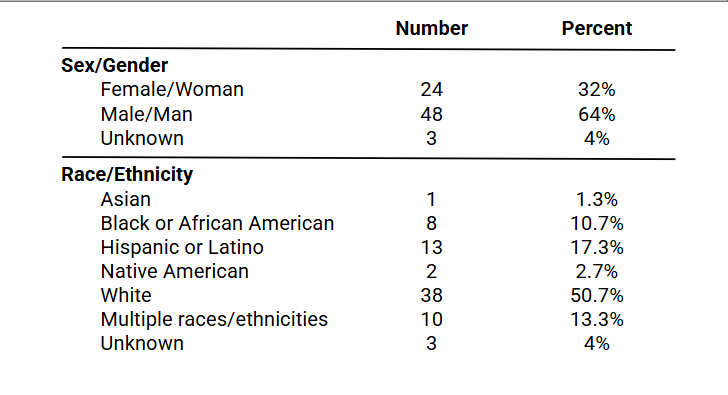 Number Percent
Sex/Gender
Female/Woman 24 32%
Male/Man 48 64%
Unknown 3 4%
Race/Ethnicity
Asian 1 1.3%
Black or African American 8 10.7%
Hispanic or Latino 13 17.3%
Native American 2 2.7%
White 38 50.7%
Multiple races/ethnicities 10 13.3%
Unknown 3 4%